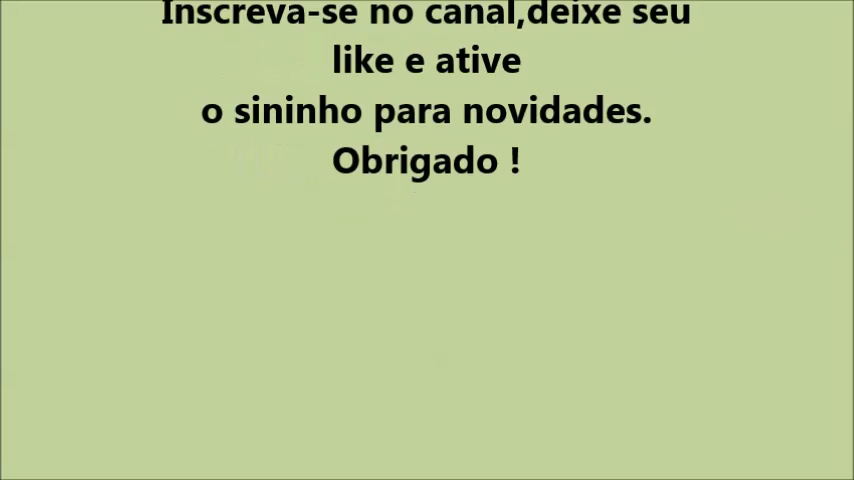 Inscreva-se no canal,deixe seu
like e ative
o sininho para novidades.
Obrigado !